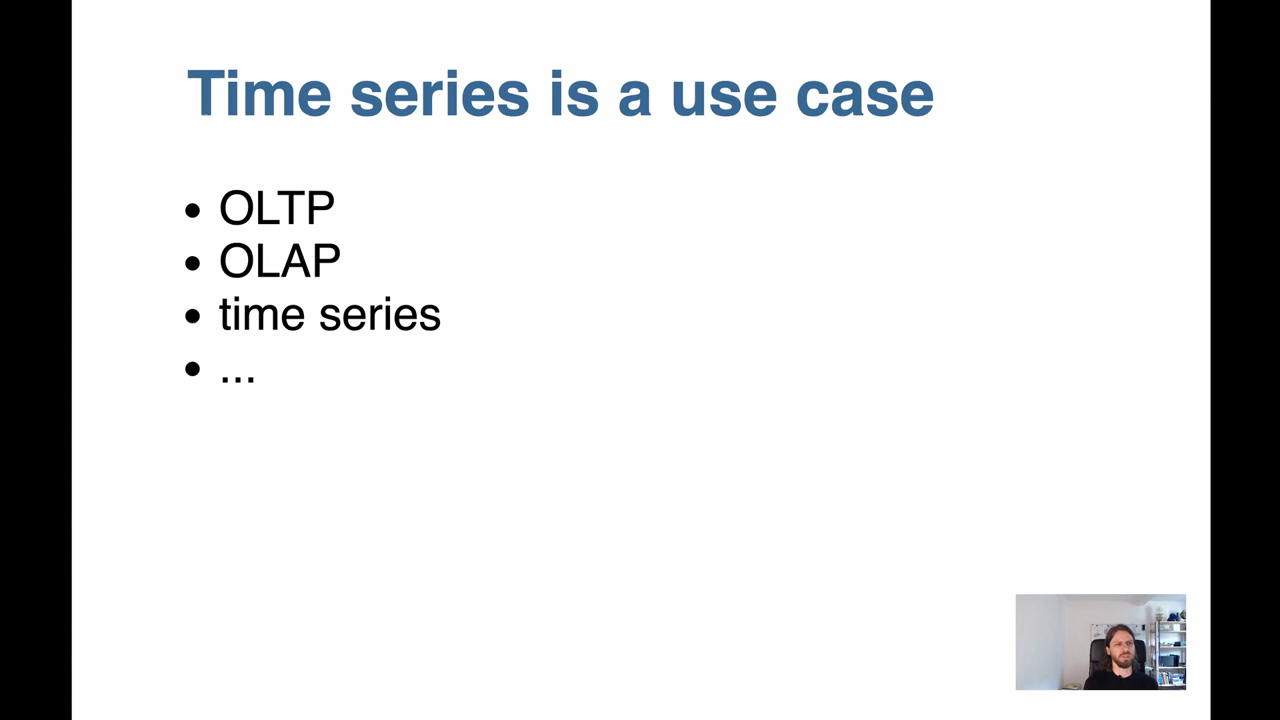 Time series is a use case
• OLTP
• OLAP
• time series
• ...